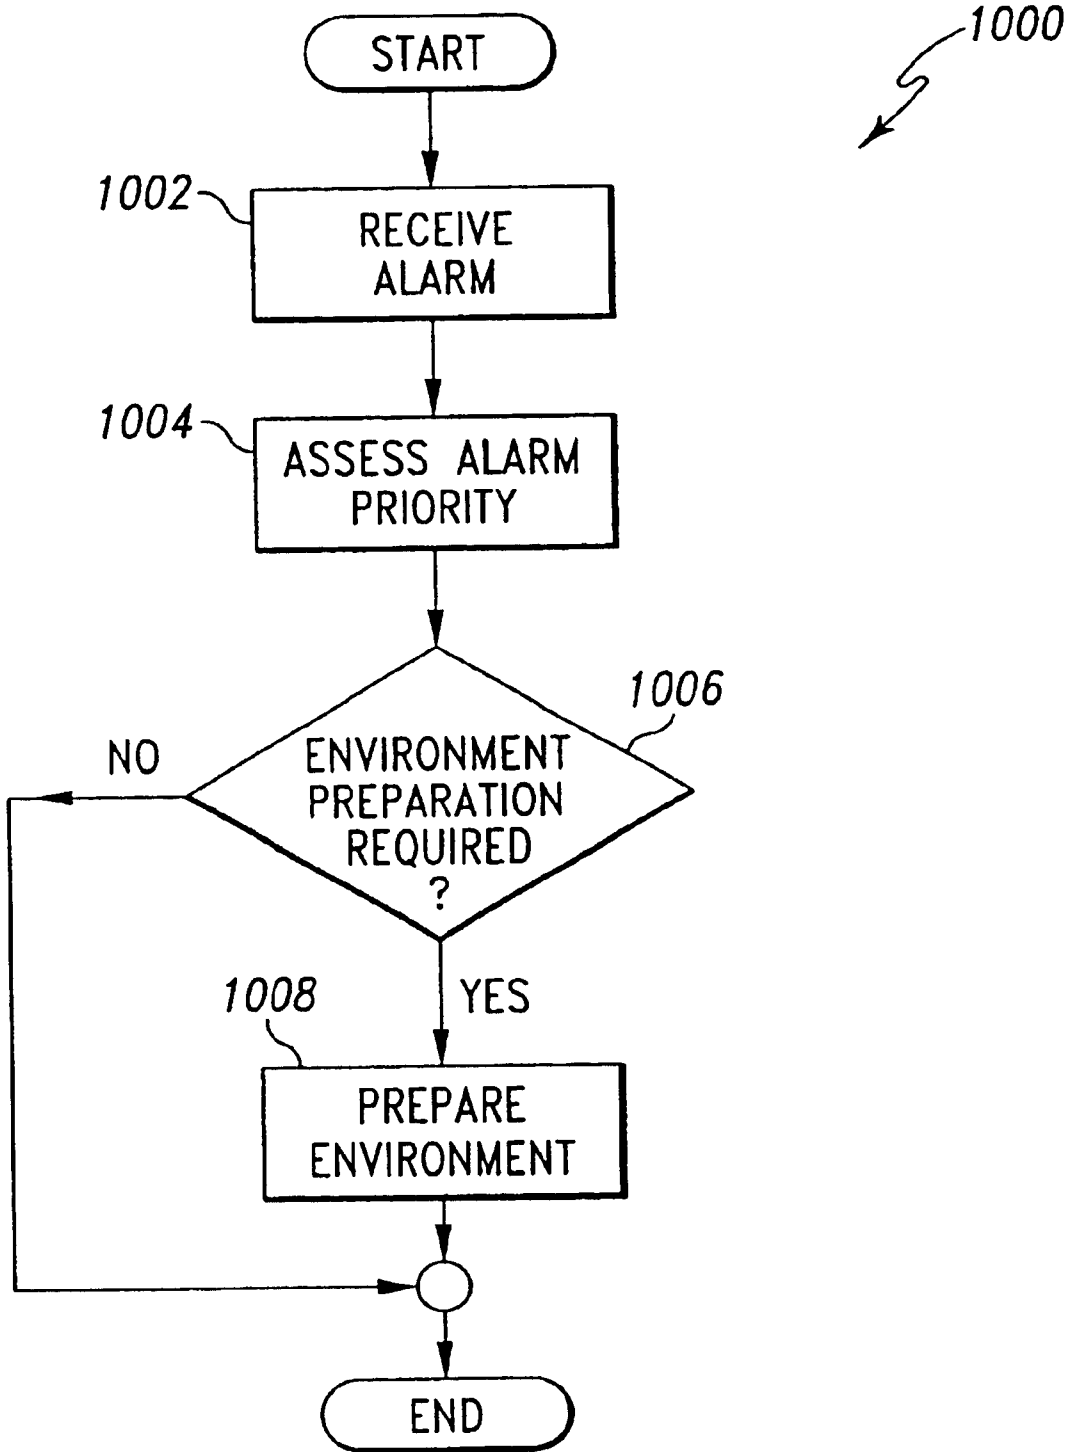 1000
START
1002
RECEIVE
ALARM
1004
ASSESS ALARM
PRIORITY
1006
NO
ENVIRONMENT
PREPARATION
REQUIRED
?
1008
YES
PREPARE
ENVIRONMENT
END